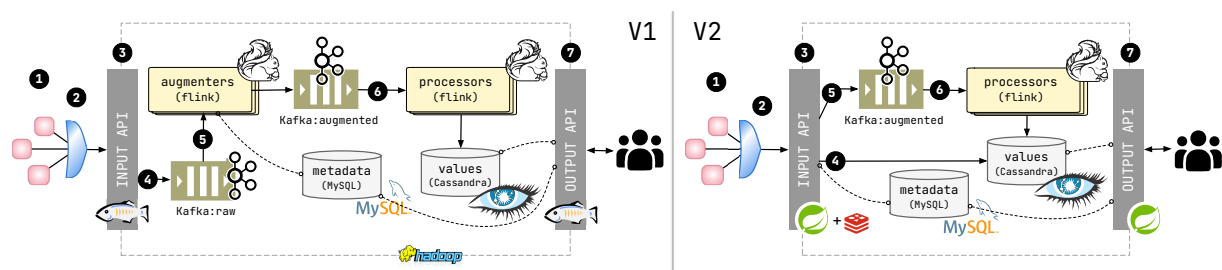 V1
3
7
1
2
augmenters
(flink)
processors
(flink)
6
Kafka:augmented
INPUT API
OUTPUT API
5
4
Kafka:raw
metadata
(MySQL)
values
(Cassandra)
MySQL
hadoop
V2
3
7
1
2
5
6
processors
(flink)
Kafka:augmented
INPUT API
OUTPUT API
4
values
(Cassandra)
metadata
(MySQL)
MySQL
+